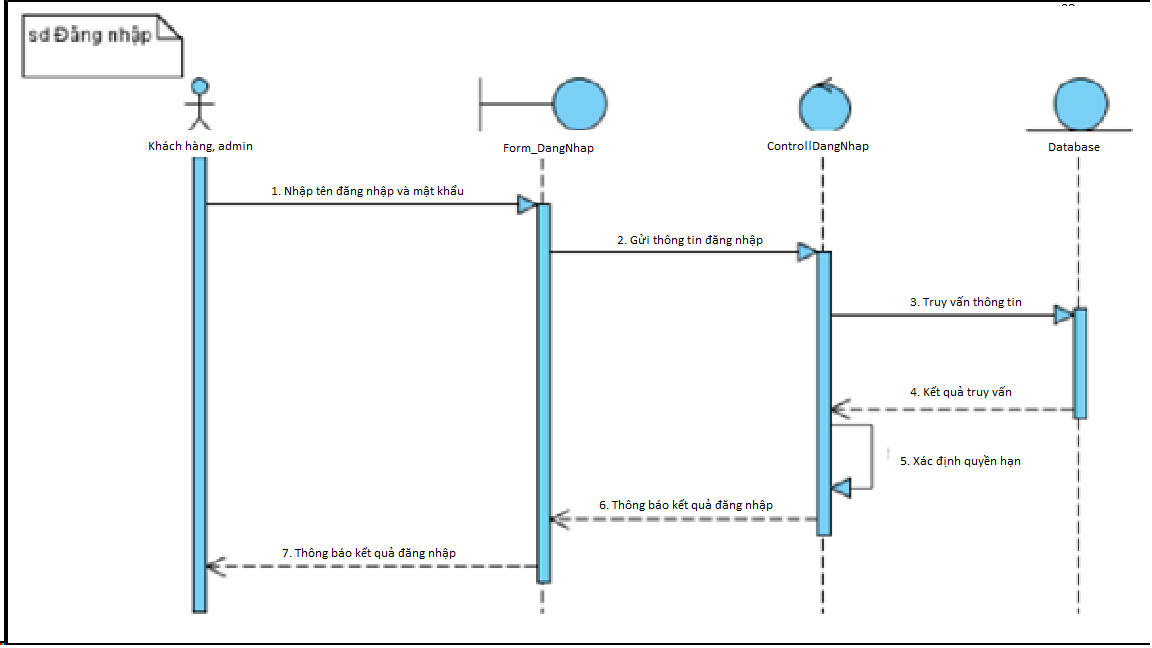 sd Đăng nhập
Khách hàng, admin
Form_DangNhap
ControllDangNhap
Database
1. Nhập tên đăng nhập và mật khẩu
2. Gửi thông tin đăng nhập
3. Truy vấn thông tin
4. Kết quả truy vấn
5. Xác định quyền hạn
6. Thông báo kết quả đăng nhập
7. Thông báo kết quả đăng nhập